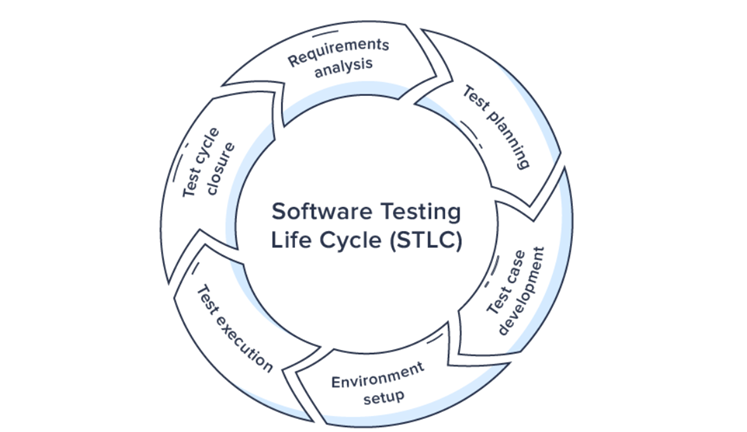 Requirements
analysis
Test planning
Test case
development
Environment
setup
Test execution
Test cycle
closure
Software Testing
Life Cycle (STLC)